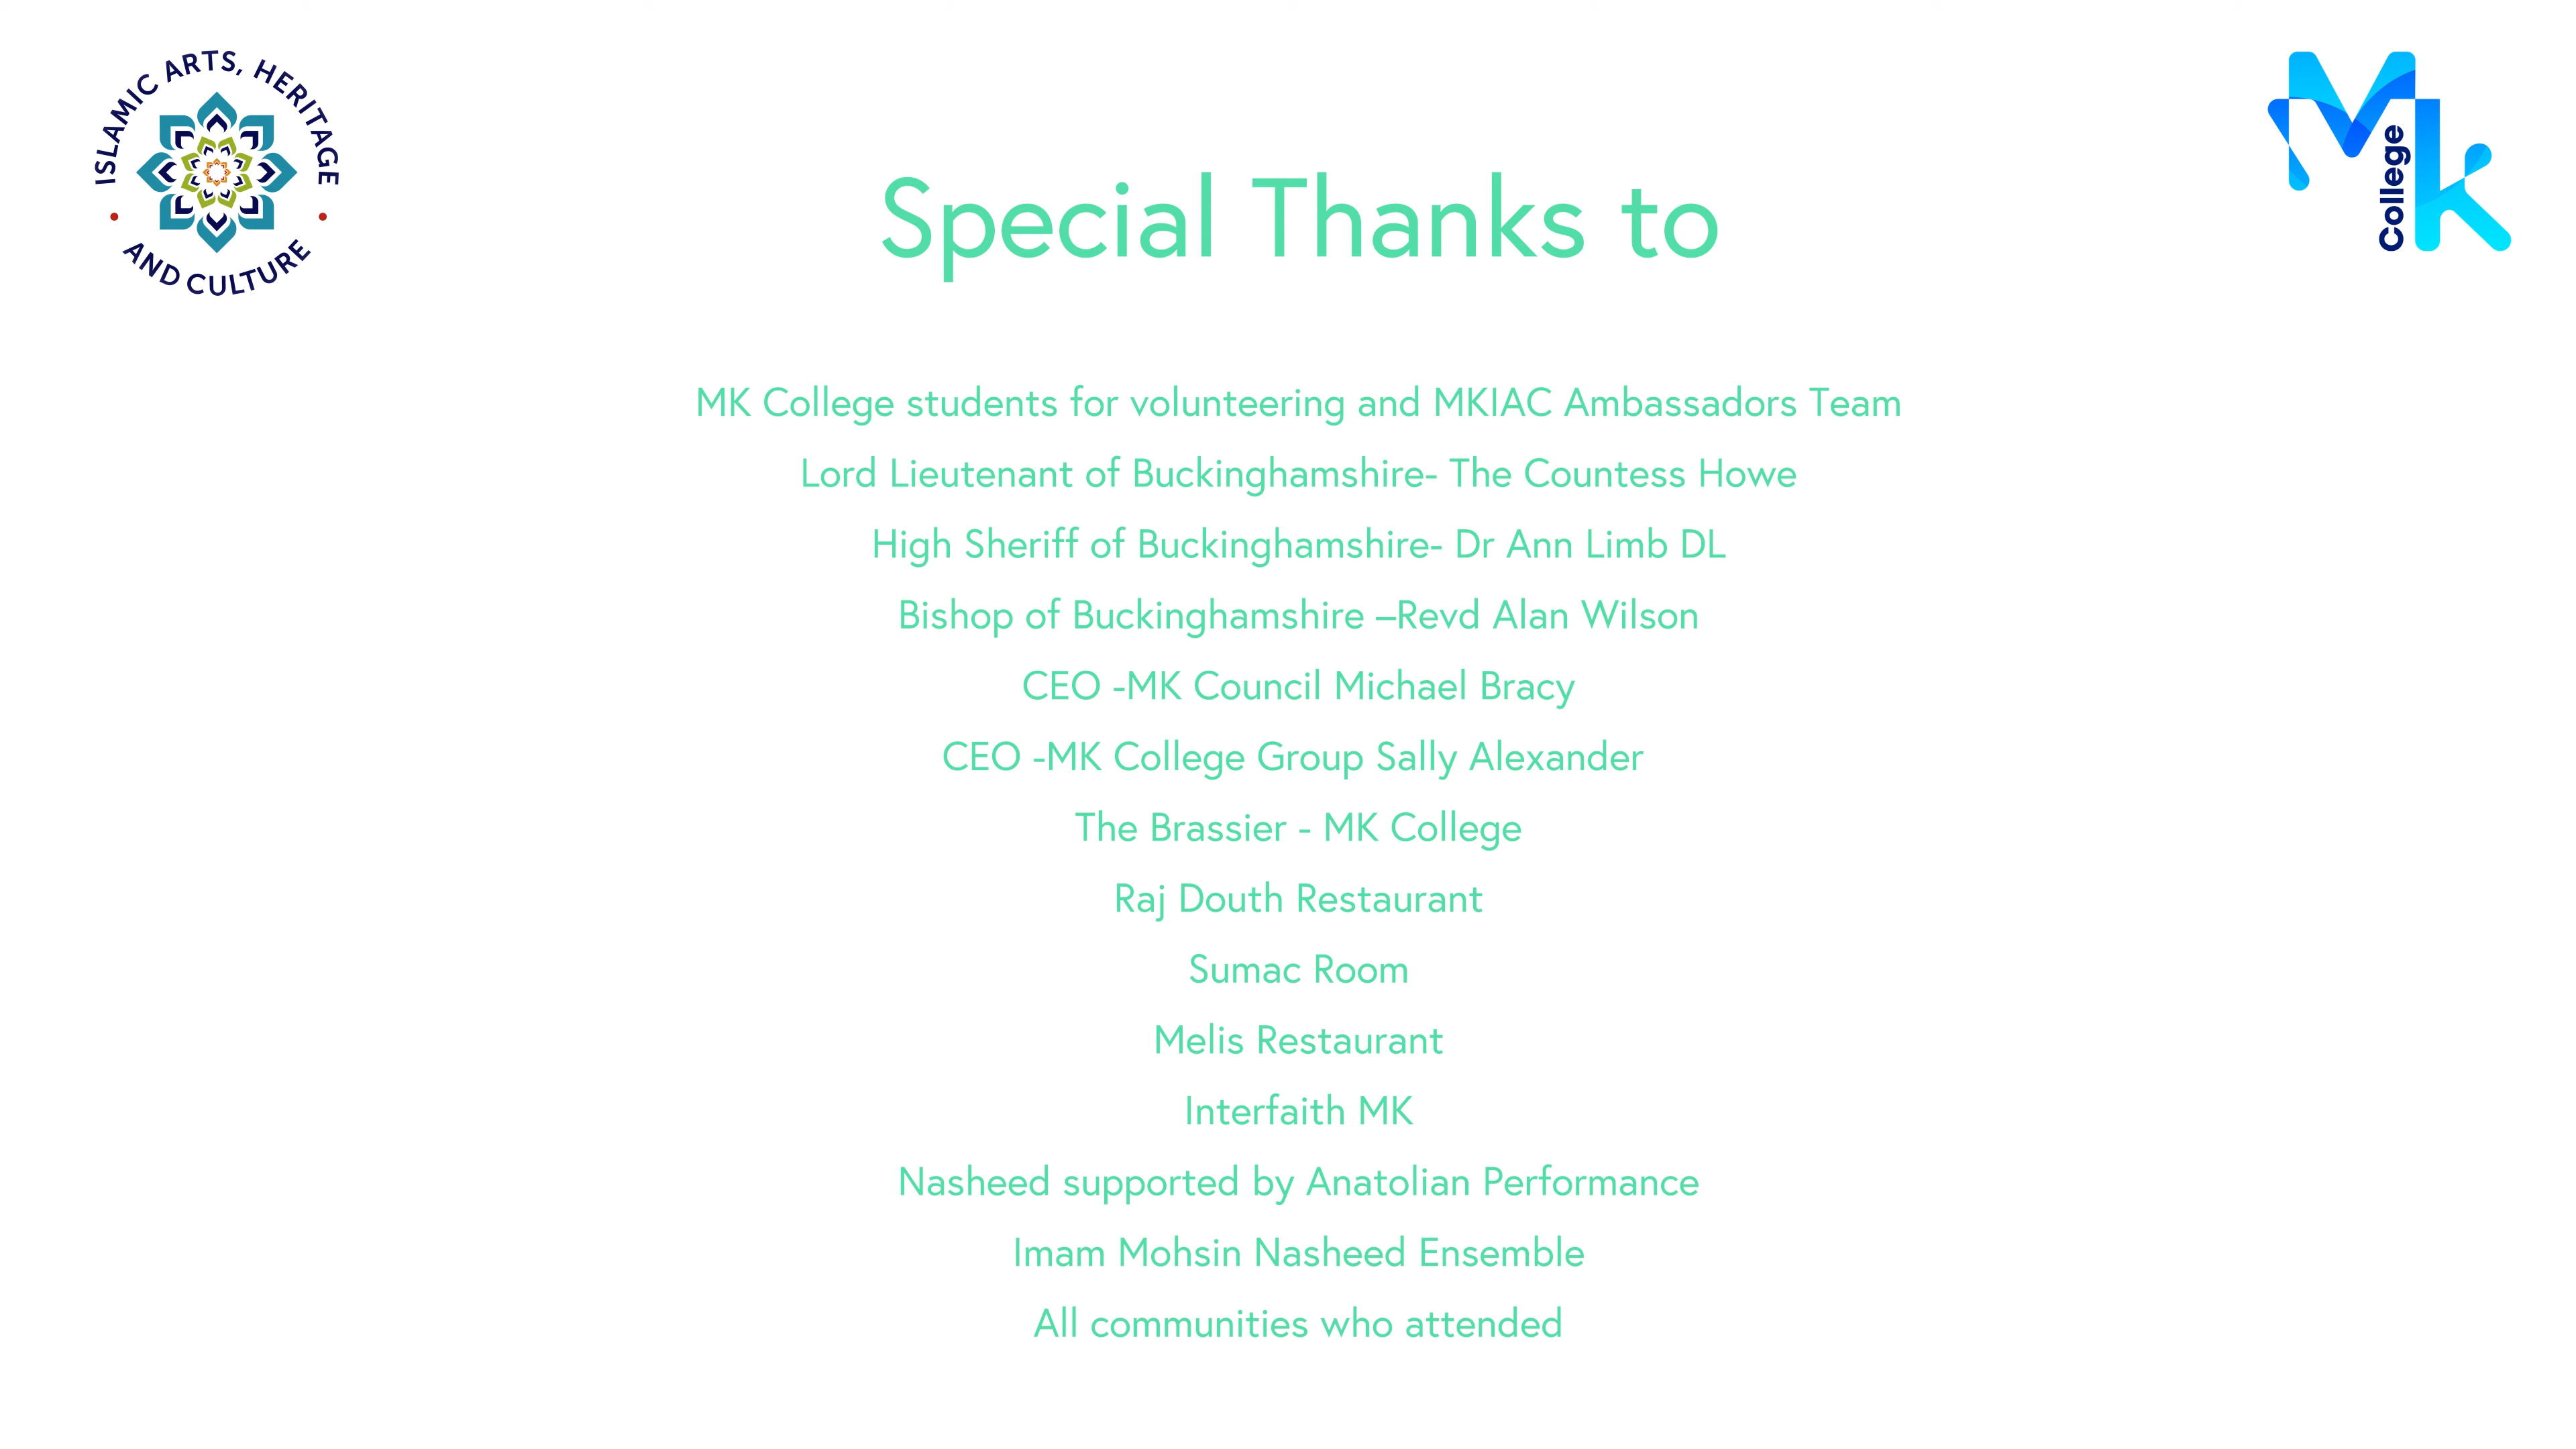 ISLAMIC ARTS, HERITAGE
AND CULTURE
Mk
College
Special Thanks to
MK College students for volunteering and MKIAC Ambassadors Team
Lord Lieutenant of Buckinghamshire- The Countess Howe
High Sheriff of Buckinghamshire- Dr Ann Limb DL
Bishop of Buckinghamshire –Revd Alan Wilson
CEO -MK Council Michael Bracy
CEO -MK College Group Sally Alexander
The Brassier - MK College
Raj Douth Restaurant
Sumac Room
Melis Restaurant
Interfaith MK
Nasheed supported by Anatolian Performance
Imam Mohsin Nasheed Ensemble
All communities who attended